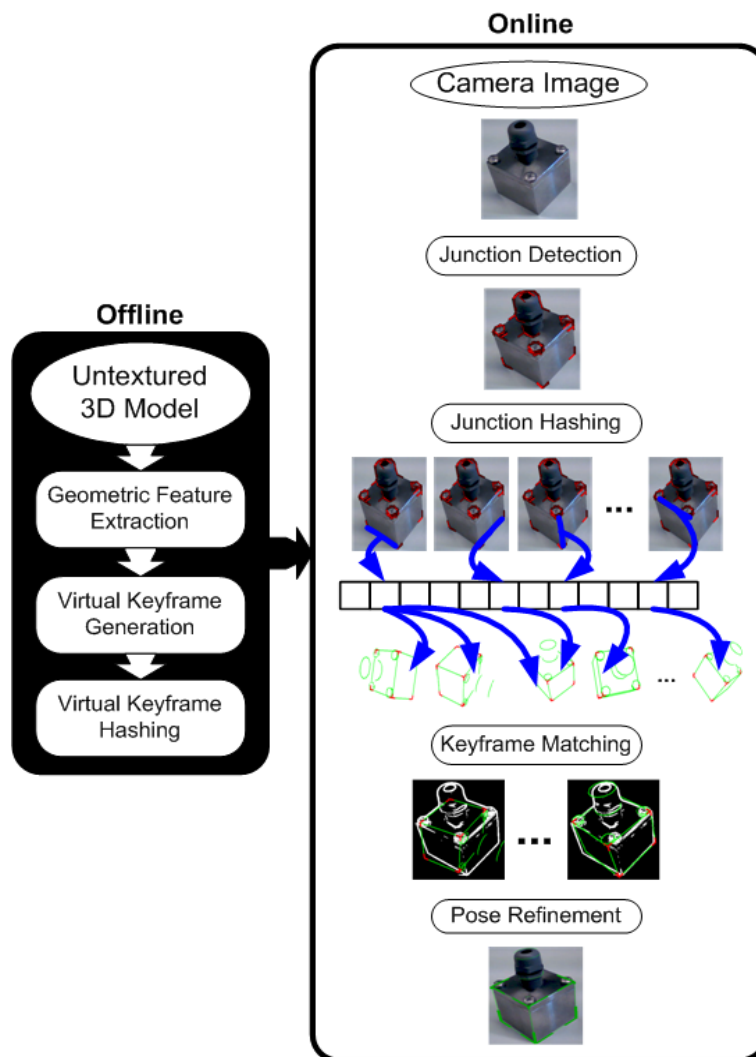 Online
Camera Image
Junction Detection
Junction Hashing
...
Keyframe Matching
...
Pose Refinement
Offline
Untextured
3D Model
Geometric Feature
Extraction
Virtual Keyframe
Generation
Virtual Keyframe
Hashing